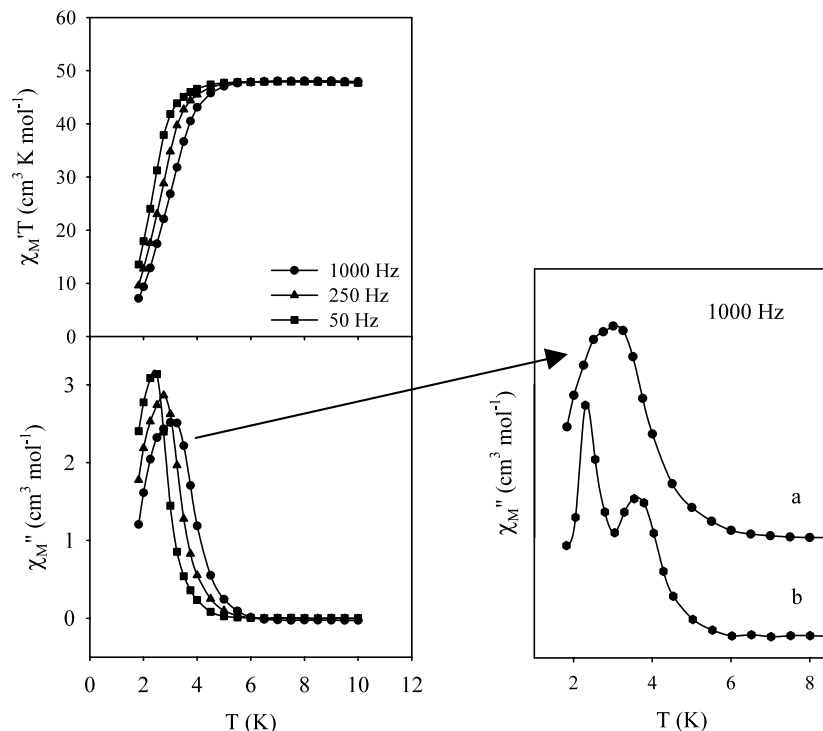 60
50
40
30
20
10
0
χM'T (cm3 K mol-1)
1000 Hz
250 Hz
50 Hz
3
2
1
0
χM" (cm3 mol-1)
0 2 4 6 8 10 12
T (K)
1000 Hz
a
b
χM" (cm3 mol-1)
2 4 6 8
T (K)